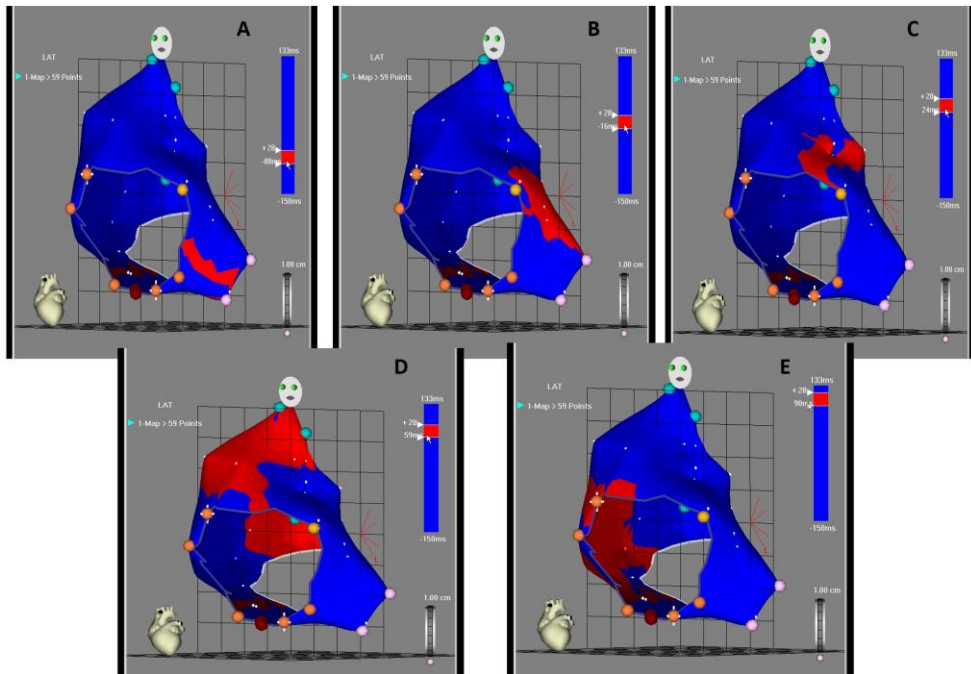 A
LAT
133ms
1-Map > 59 Points
+ 20
-88ms
-150ms
1.00 cm
B
LAT
133ms
1-Map > 59 Points
+ 20
-16ms
-150ms
1.00 cm
C
LAT
133ms
1-Map > 59 Points
+ 20
24ms
-150ms
1.00 cm
D
LAT
133ms
1-Map > 59 Points
+ 20
59ms
-150ms
1.00 cm
E
LAT
133ms
1-Map > 59 Points
+ 20
90ms
-150ms
1.00 cm